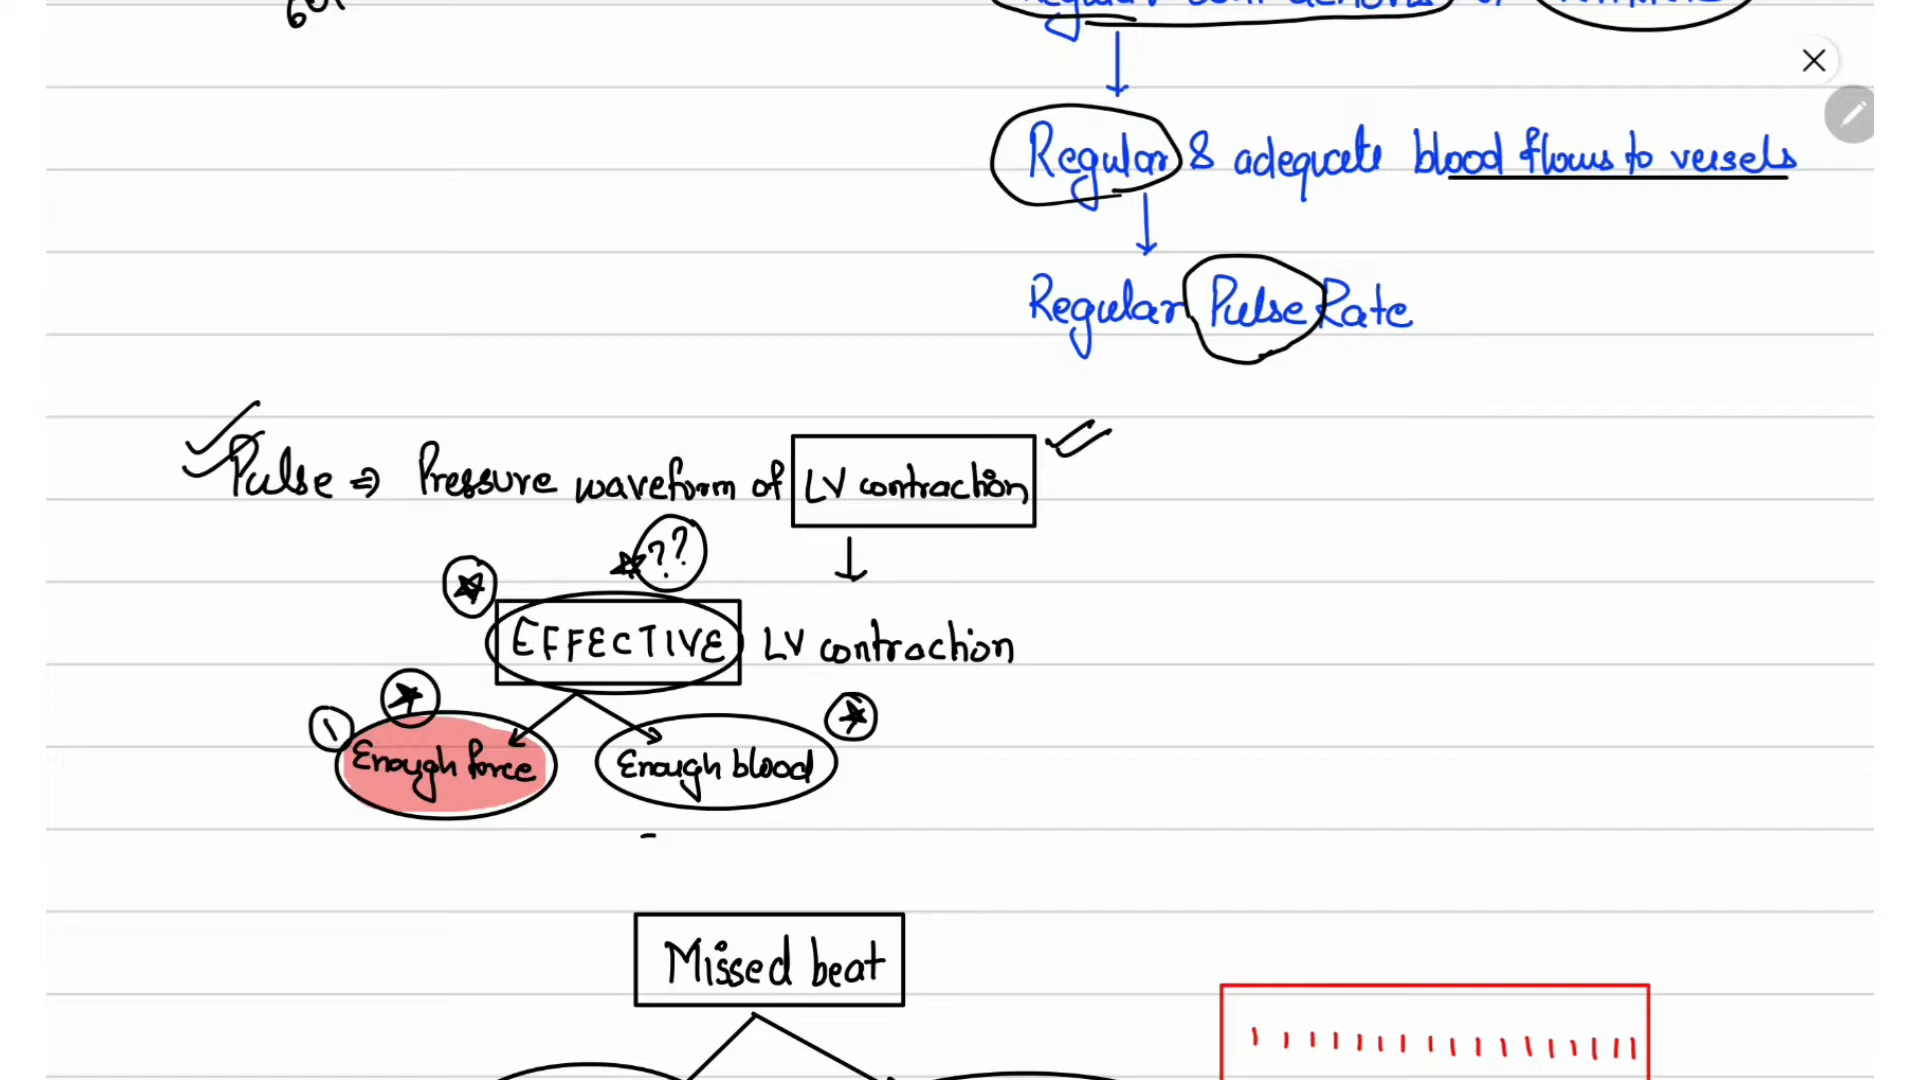 Regular & adequate blood flows to vessels
Regular Pulse Rate
Pulse ⇒ Pressure waveform of LV contraction
??
EFFECTIVE LV contraction
1
Enough force Enough blood
Missed beat